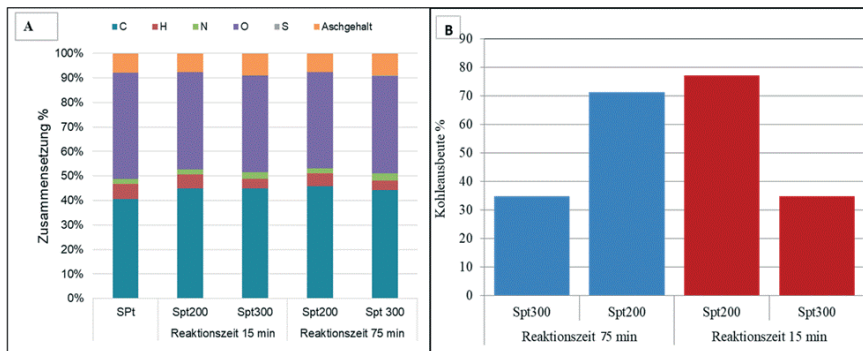 A
C H N O S Aschgehalt
Zusammensetzung %
100%
90%
80%
70%
60%
50%
40%
30%
20%
10%
0%
SPt Spt200 Spt300 Spt200 Spt 300
Reaktionszeit 15 min Reaktionszeit 75 min
B
Kohleausbeute %
90
80
70
60
50
40
30
20
10
0
Spt300 Spt200 Spt200 Spt300
Reaktionszeit 75 min Reaktionszeit 15 min